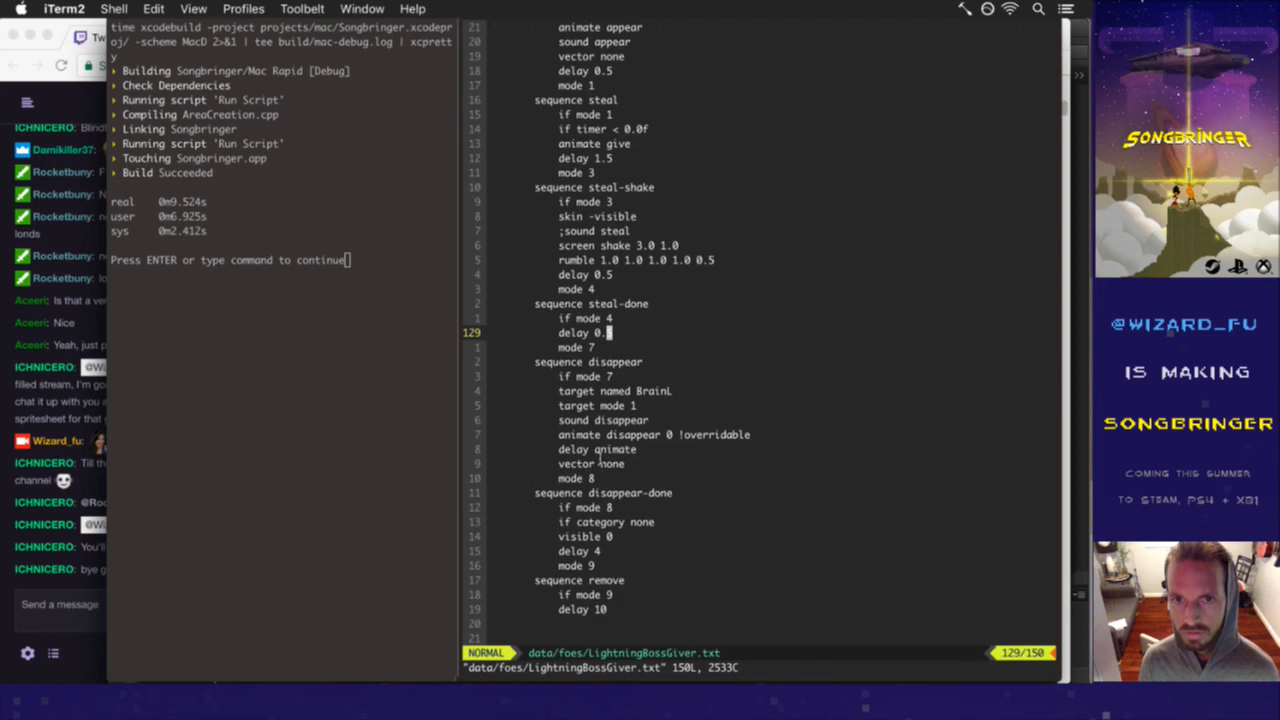 iTerm2 Shell Edit View Profiles Toolbelt Window Help
Tw
S
ICHNICERO: Blind
Damikiller37:
Rocketbuny: F
Rocketbuny: N
Rocketbuny: no
londs
Rocketbuny: n
Rocketbuny: lo
Aceeri: Is that a ve
Aceeri: Nice
Aceeri: Yeah, just p
ICHNICERO: @Wi
filled stream, I'm go
chat it up with you a
spritesheet for that g
Wizard_fu:
ICHNICERO: Till th
channel
ICHNICERO: @Roc
ICHNICERO: @Wi
ICHNICERO: You'll
ICHNICERO: bye g
Send a message
time xcodebuild -project projects/mac/Songbringer.xcodepr
oj/ -scheme MacD 2>&1 | tee build/mac-debug.log | xcprett
y
Building Songbringer/Mac Rapid [Debug]
Check Dependencies
Running script 'Run Script'
Compiling AreaCreation.cpp
Linking Songbringer
Running script 'Run Script'
Touching Songbringer.app
Build Succeeded
real 0m9.524s
user 0m6.925s
sys 0m2.412s
Press ENTER or type command to continue
21 animate appear
20 sound appear
19 vector none
18 delay 0.5
17 mode 1
16 sequence steal
15 if mode 1
14 if timer < 0.0f
13 animate give
12 delay 1.5
11 mode 3
10 sequence steal-shake
9 if mode 3
8 skin -visible
7 ;sound steal
6 screen shake 3.0 1.0
5 rumble 1.0 1.0 1.0 1.0 0.5
4 delay 0.5
3 mode 4
2 sequence steal-done
1 if mode 4
129 delay 0.5
1 mode 7
2 sequence disappear
3 if mode 7
4 target named BrainL
5 target mode 1
6 sound disappear
7 animate disappear 0 !overridable
8 delay animate
9 vector none
10 mode 8
11 sequence disappear-done
12 if mode 8
13 if category none
14 visible 0
15 delay 4
16 mode 9
17 sequence remove
18 if mode 9
19 delay 10
20
21
NORMAL data/foes/LightningBossGiver.txt 129/150
"data/foes/LightningBossGiver.txt" 150L, 2533C
SONGBRINGER
@WIZARD_FU
IS MAKING
SONGBRINGER
COMING THIS SUMMER
TO STEAM, PS4 + XB1